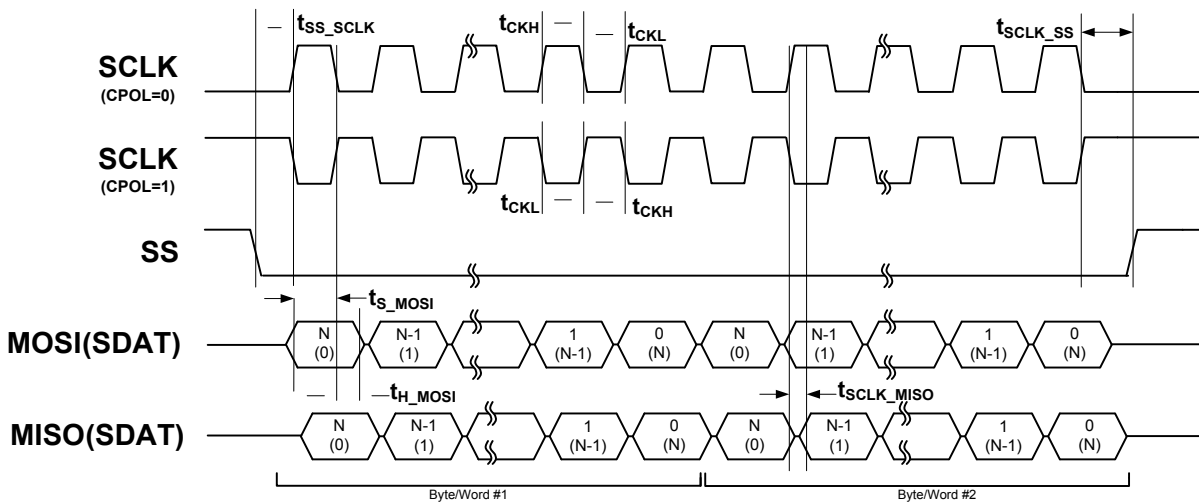 tSS_SCLK
tCKH
tCKL
tSCLK_SS
SCLK
(CPOL=0)
SCLK
(CPOL=1)
tCKL
tCKH
SS
tS_MOSI
MOSI(SDAT)
N
(0)
N-1
(1)
1
(N-1)
0
(N)
N
(0)
N-1
(1)
1
(N-1)
0
(N)
tH_MOSI
tSCLK_MISO
MISO(SDAT)
N
(0)
N-1
(1)
1
(N-1)
0
(N)
N
(0)
N-1
(1)
1
(N-1)
0
(N)
Byte/Word #1
Byte/Word #2